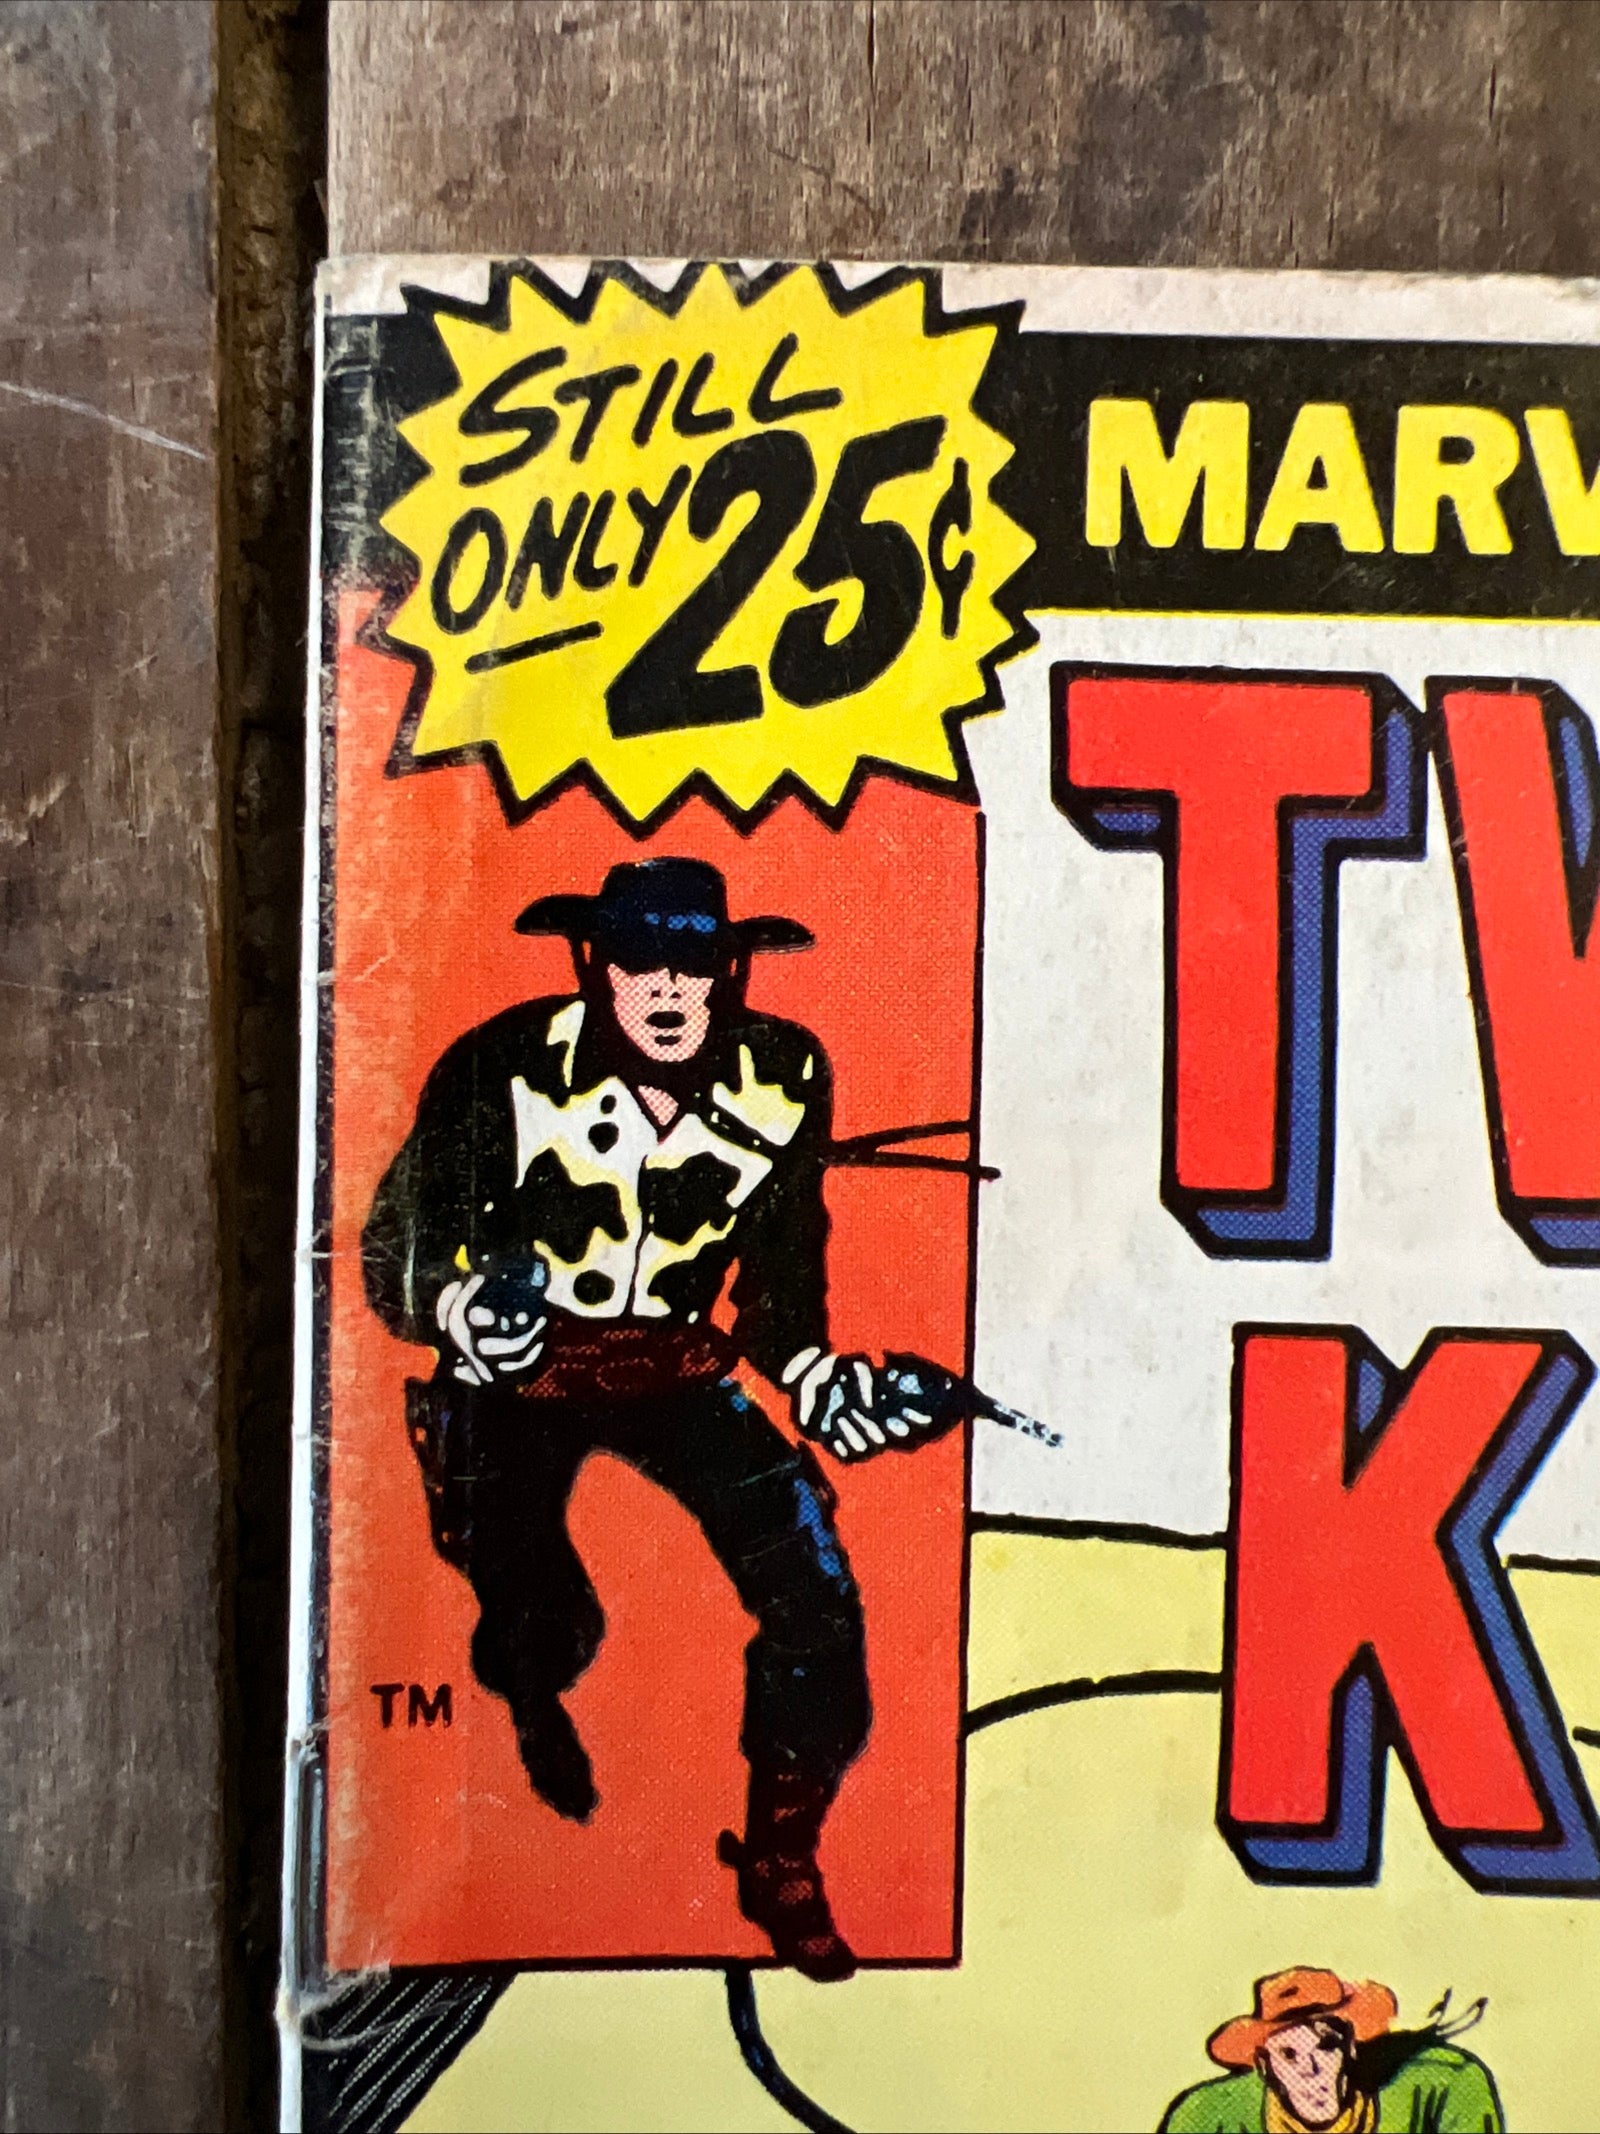 STILL
ONLY 25¢
MARV
TW
K
TM